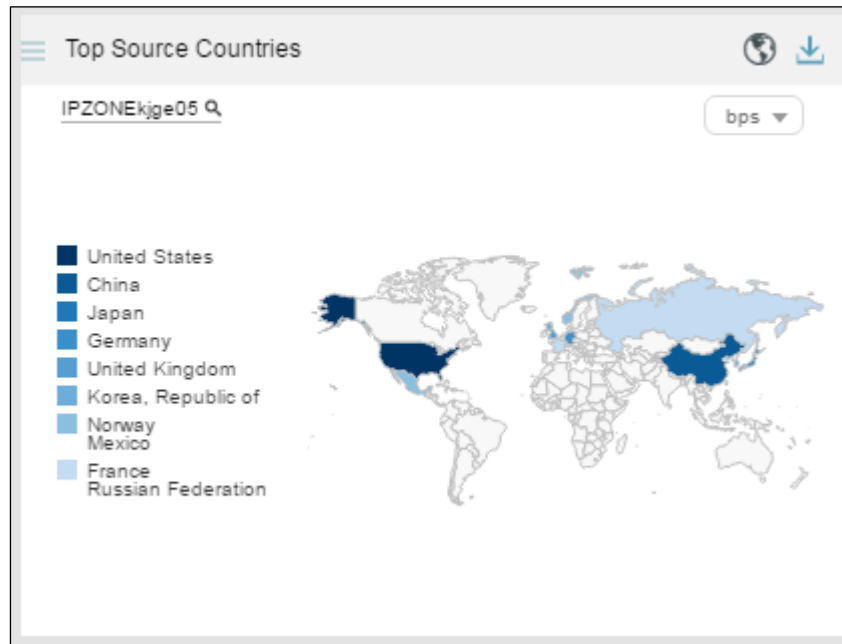 Top Source Countries
IPZONEkjge05
bps
United States
China
Japan
Germany
United Kingdom
Korea, Republic of
Norway
Mexico
France
Russian Federation